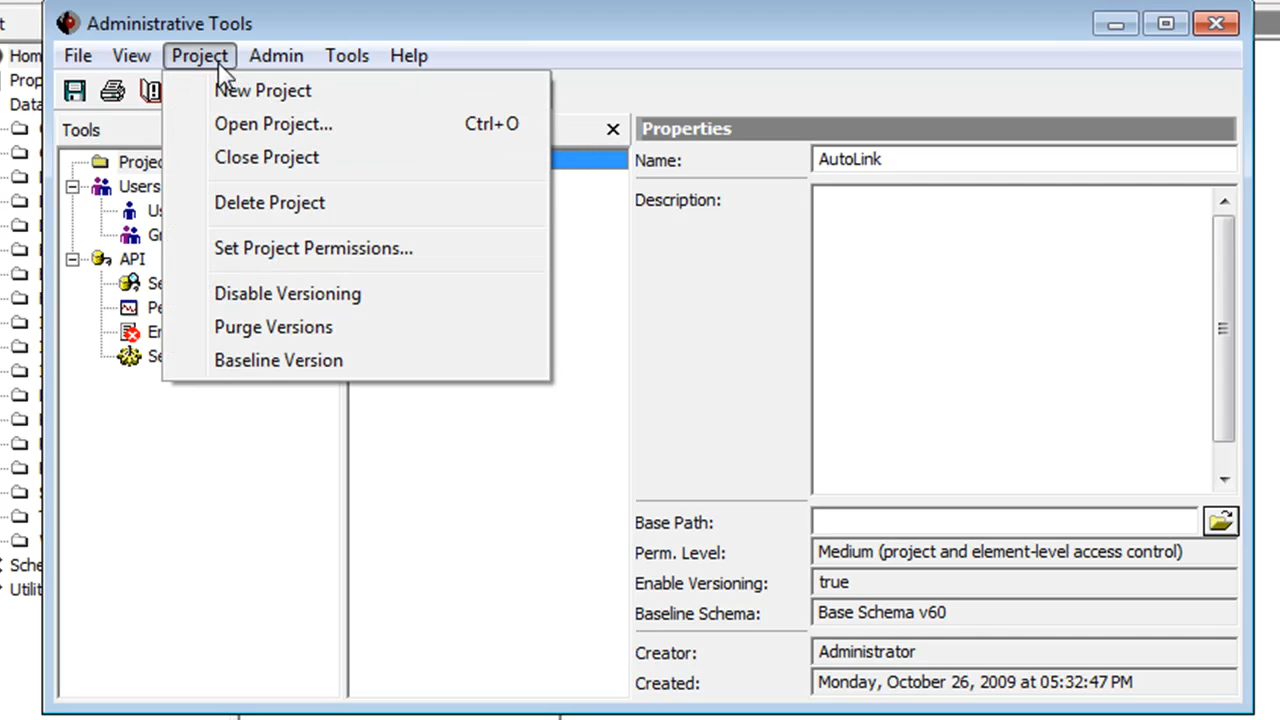 Administrative Tools
File View Project Admin Tools Help
New Project
Open Project... Ctrl+O
Close Project
Delete Project
Set Project Permissions...
Disable Versioning
Purge Versions
Baseline Version
Tools
Users
API
Properties
Name: AutoLink
Description:
Base Path:
Perm. Level: Medium (project and element-level access control)
Enable Versioning: true
Baseline Schema: Base Schema v60
Creator: Administrator
Created: Monday, October 26, 2009 at 05:32:47 PM